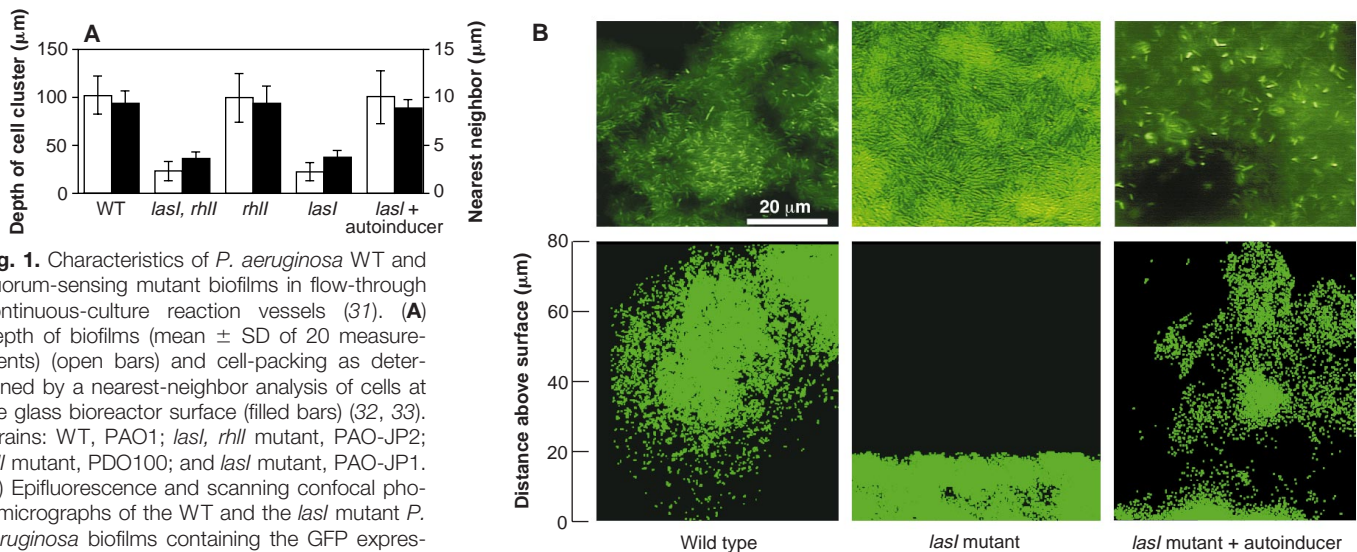 A
Depth of cell cluster (μm)
150
100
50
0
15
10
5
0
Nearest neighbor (μm)
WT
lasI, rhlI
rhlI
lasI
lasI +
autoinducer
g. 1. Characteristics of P. aeruginosa WT and
uorum-sensing mutant biofilms in flow-through
ontinuous-culture reaction vessels (31). (A)
epth of biofilms (mean ± SD of 20 measure-
ents) (open bars) and cell-packing as deter-
ined by a nearest-neighbor analysis of cells at
e glass bioreactor surface (filled bars) (32, 33).
rains: WT, PAO1; lasI, rhlI mutant, PAO-JP2;
lI mutant, PDO100; and lasI mutant, PAO-JP1.
) Epifluorescence and scanning confocal pho-
micrographs of the WT and the lasI mutant P.
ruginosa biofilms containing the GFP expres-
B
20 μm
Distance above surface (μm)
80
60
40
20
0
Wild type
lasI mutant
lasI mutant + autoinducer